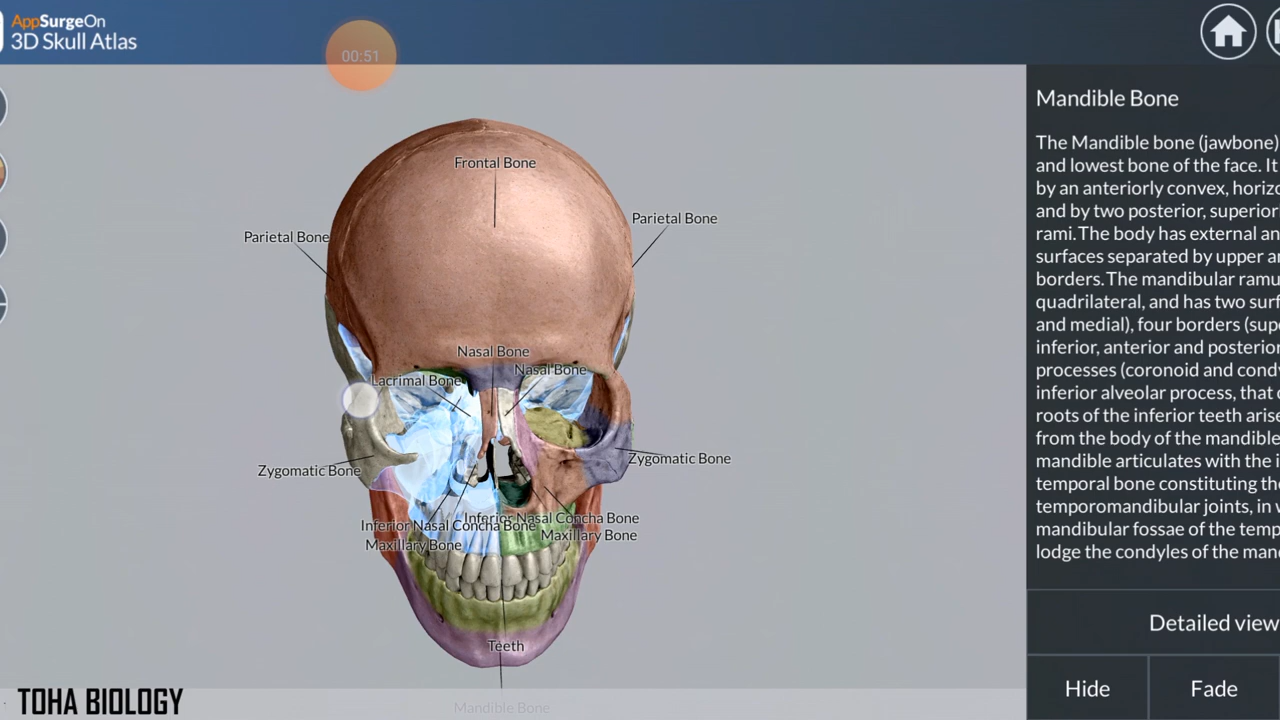 AppSurgeOn
3D Skull Atlas
00:51
Frontal Bone
Parietal Bone
Parietal Bone
Nasal Bone
Nasal Bone
Lacrimal Bone
Zygomatic Bone
Zygomatic Bone
Inferior Nasal Concha Bone
Inferior Nasal Concha Bone
Maxillary Bone
Maxillary Bone
Teeth
Mandible Bone
TOHA BIOLOGY
Mandible Bone
The Mandible bone (jawbone)
and lowest bone of the face. It
by an anteriorly convex, horizo
and by two posterior, superior
rami. The body has external an
surfaces separated by upper a
borders. The mandibular ramu
quadrilateral, and has two surf
and medial), four borders (sup
inferior, anterior and posterior
processes (coronoid and cond
inferior alveolar process, that
roots of the inferior teeth arise
from the body of the mandible
mandible articulates with the i
temporal bone constituting the
temporomandibular joints, in
mandibular fossae of the temp
lodge the condyles of the man
Detailed view
Hide
Fade